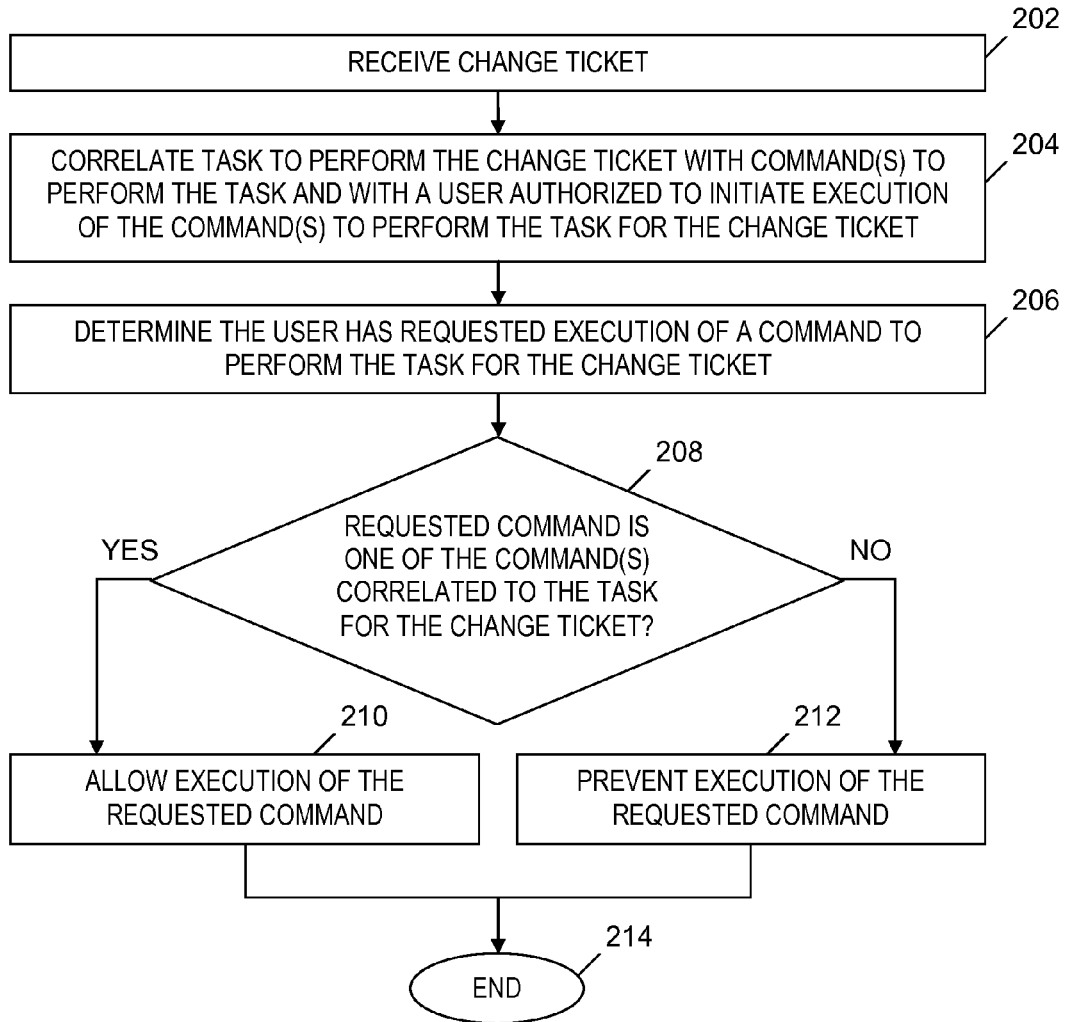 202
RECEIVE CHANGE TICKET
204
CORRELATE TASK TO PERFORM THE CHANGE TICKET WITH COMMAND(S) TO
PERFORM THE TASK AND WITH A USER AUTHORIZED TO INITIATE EXECUTION
OF THE COMMAND(S) TO PERFORM THE TASK FOR THE CHANGE TICKET
206
DETERMINE THE USER HAS REQUESTED EXECUTION OF A COMMAND TO
PERFORM THE TASK FOR THE CHANGE TICKET
208
REQUESTED COMMAND IS
ONE OF THE COMMAND(S)
CORRELATED TO THE TASK
FOR THE CHANGE TICKET?
YES
NO
210
ALLOW EXECUTION OF THE
REQUESTED COMMAND
212
PREVENT EXECUTION OF THE
REQUESTED COMMAND
214
END